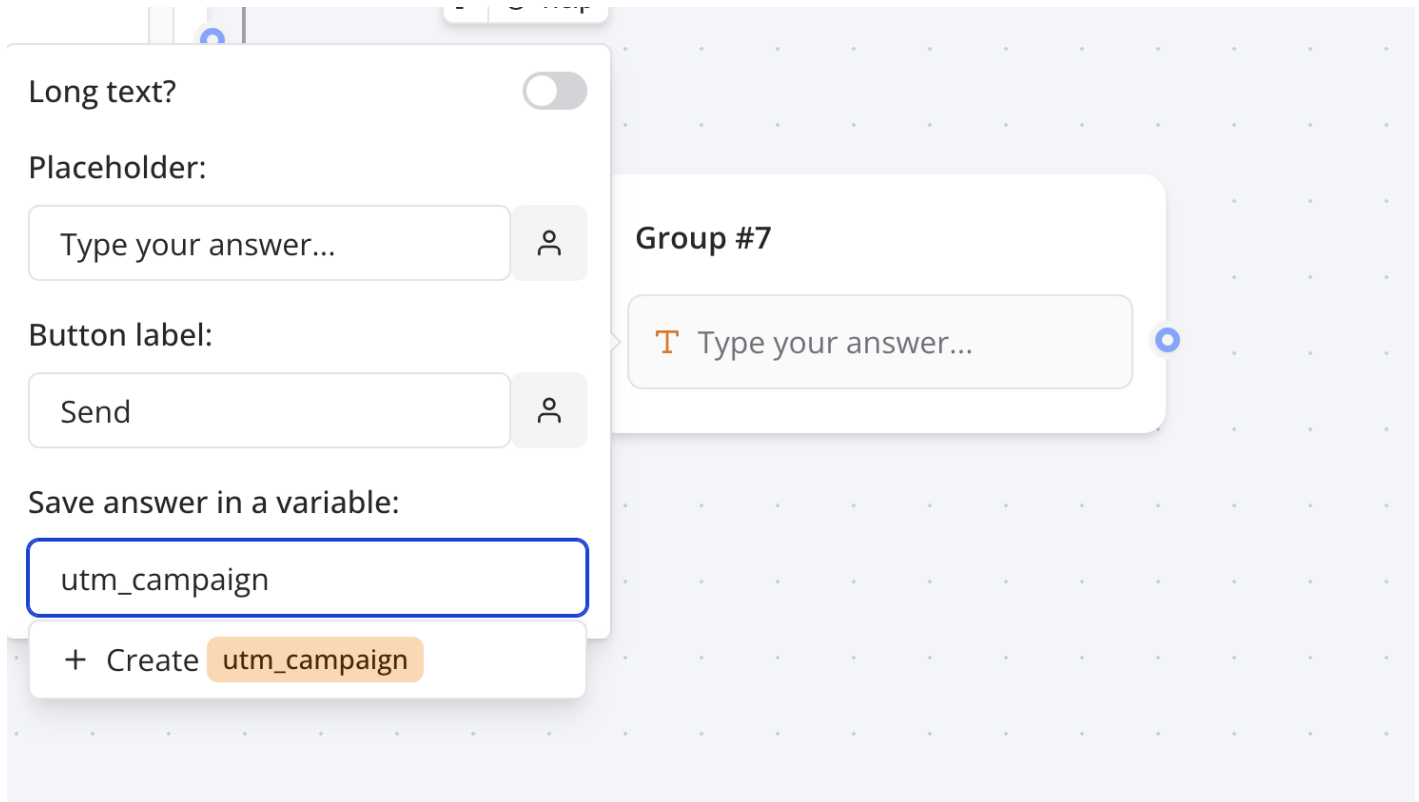 Long text?
Placeholder:
Type your answer...
Button label:
Send
Save answer in a variable:
utm_campaign
+ Create utm_campaign
Group #7
Type your answer...